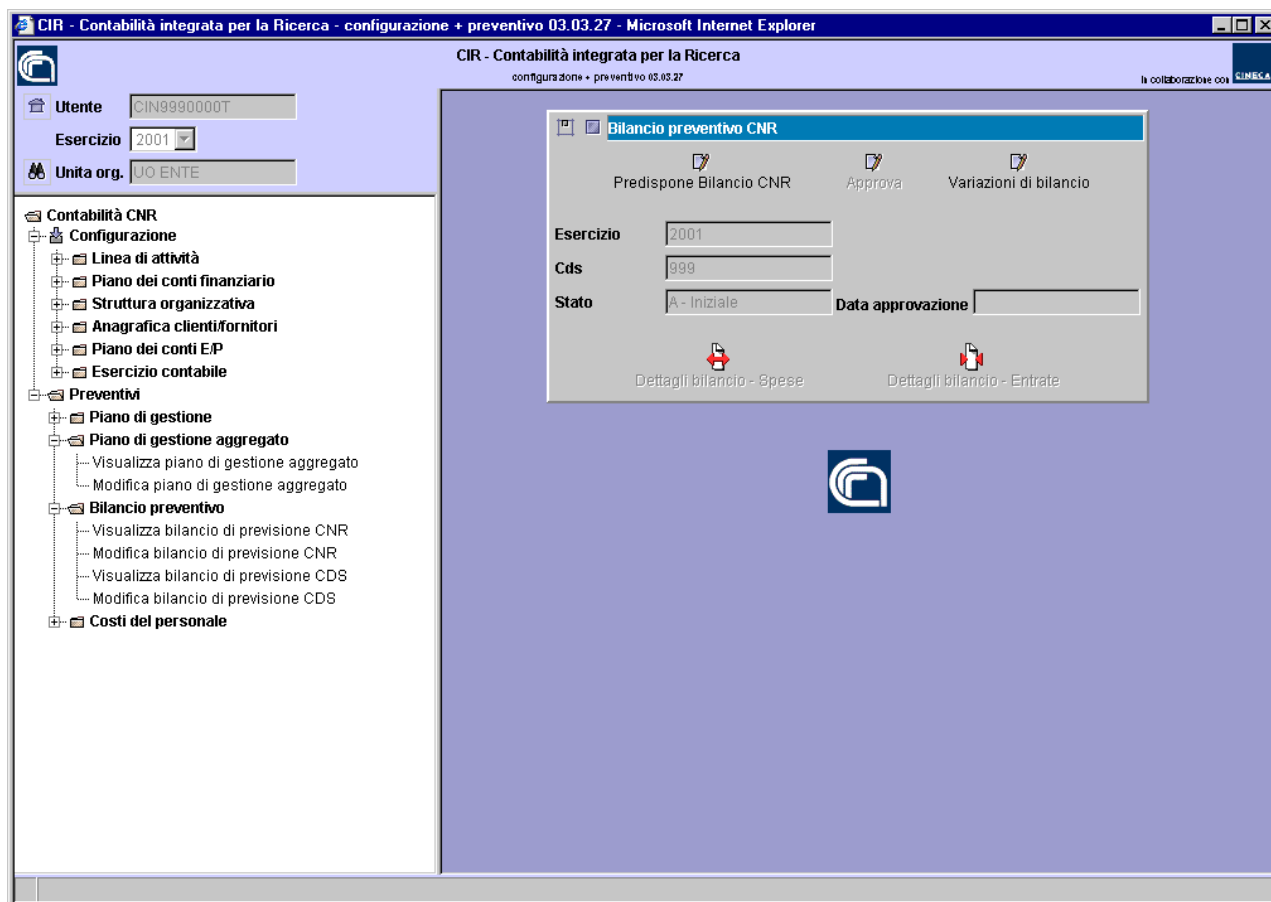 CIR - Contabilità integrata per la Ricerca - configurazione + preventivo 03.03.27 - Microsoft Internet Explorer
CIR - Contabilità integrata per la Ricerca
configurazione + preventivo 03.03.27
In collaborazione con CINECA
Utente CIN9990000T
Esercizio 2001
Unita org. UO ENTE
Contabilità CNR
Configurazione
Linea di attività
Piano dei conti finanziario
Struttura organizzativa
Anagrafica clienti/fornitori
Piano dei conti E/P
Esercizio contabile
Preventivi
Piano di gestione
Piano di gestione aggregato
Visualizza piano di gestione aggregato
Modifica piano di gestione aggregato
Bilancio preventivo
Visualizza bilancio di previsione CNR
Modifica bilancio di previsione CNR
Visualizza bilancio di previsione CDS
Modifica bilancio di previsione CDS
Costi del personale
Bilancio preventivo CNR
Predispone Bilancio CNR Approva Variazioni di bilancio
Esercizio 2001
Cds 999
Stato A - Iniziale Data approvazione
Dettagli bilancio - Spese Dettagli bilancio - Entrate